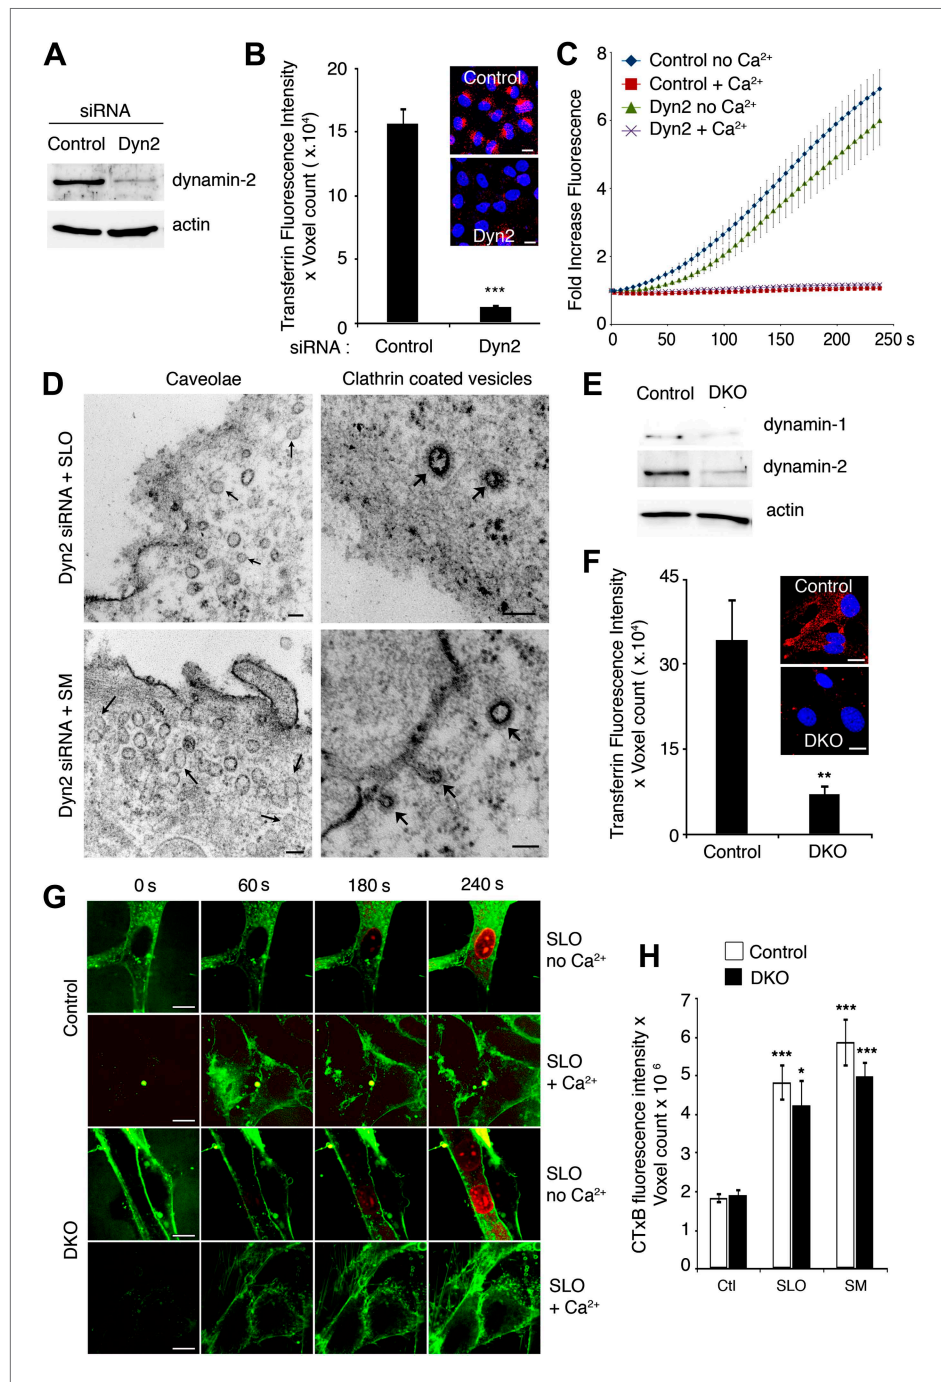 A
siRNA
Control Dyn2
dynamin-2
actin
B
Transferrin Fluorescence Intensity
x Voxel count ( x.10⁴)
20
15
10
5
0
Control
Dyn2
***
siRNA : Control Dyn2
C
Fold Increase Fluorescence
8
6
4
2
0
Control no Ca²⁺
Control + Ca²⁺
Dyn2 no Ca²⁺
Dyn2 + Ca²⁺
0 50 100 150 200 250 s
D
Caveolae Clathrin coated vesicles
Dyn2 siRNA + SLO
Dyn2 siRNA + SM
E
Control DKO
dynamin-1
dynamin-2
actin
F
Transferrin Fluorescence Intensity
x Voxel count ( x.10⁴)
45
30
15
0
Control
DKO
**
Control DKO
G
0 s 60 s 180 s 240 s
Control
SLO
no Ca²⁺
SLO
+ Ca²⁺
DKO
SLO
no Ca²⁺
SLO
+ Ca²⁺
H
Control
DKO
CTxB fluorescence intensity x
Voxel count x 10 ⁶
7
6
5
4
2
1
0
*** * *** ***
Ctl SLO SM